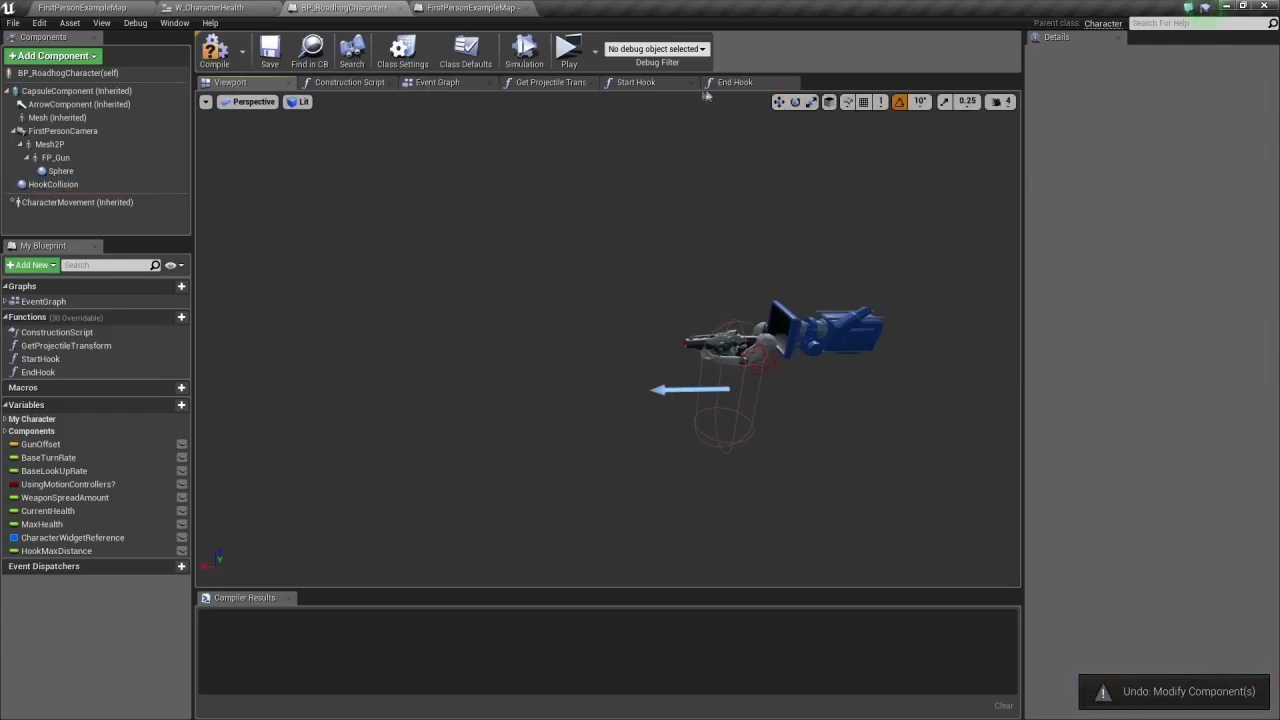 FirstPersonExampleMap
W_CharacterHealth
BP_RoadhogCharacter*
FirstPersonExampleMap -
File
Edit
Asset
View
Debug
Window
Help
Parent class: Character
Search For Help
Components
+Add Component
BP_RoadhogCharacter(self)
CapsuleComponent (Inherited)
ArrowComponent (Inherited)
Mesh (Inherited)
FirstPersonCamera
Mesh2P
FP_Gun
Sphere
HookCollision
CharacterMovement (Inherited)
Compile
Save
Find in CB
Search
Class Settings
Class Defaults
Simulation
Play
No debug object selected
Debug Filter
Details
Viewport
Construction Script
Event Graph
Get Projectile Trans
Start Hook
End Hook
Perspective
Lit
10°
0.25
4
My Blueprint
+Add New
Search
Graphs
EventGraph
Functions (30 Overridable)
ConstructionScript
GetProjectileTransform
StartHook
EndHook
Macros
Variables
My Character
Components
GunOffset
BaseTurnRate
BaseLookUpRate
UsingMotionControllers?
WeaponSpreadAmount
CurrentHealth
MaxHealth
CharacterWidgetReference
HookMaxDistance
Event Dispatchers
Compiler Results
Clear
Undo: Modify Component(s)